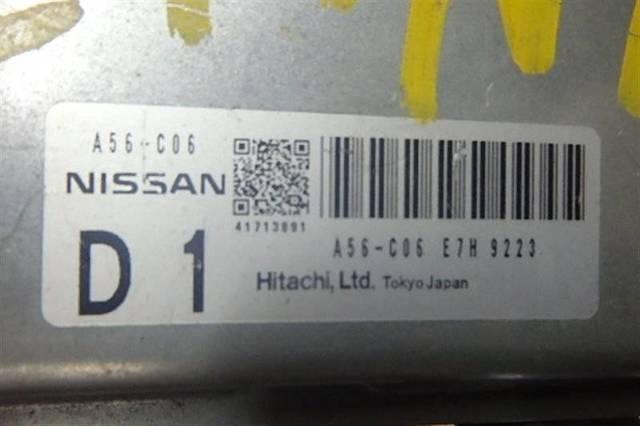 A56-C06
NISSAN
41713891
A56-C06 E7H 9223
D 1
Hitachi, Ltd. Tokyo Japan